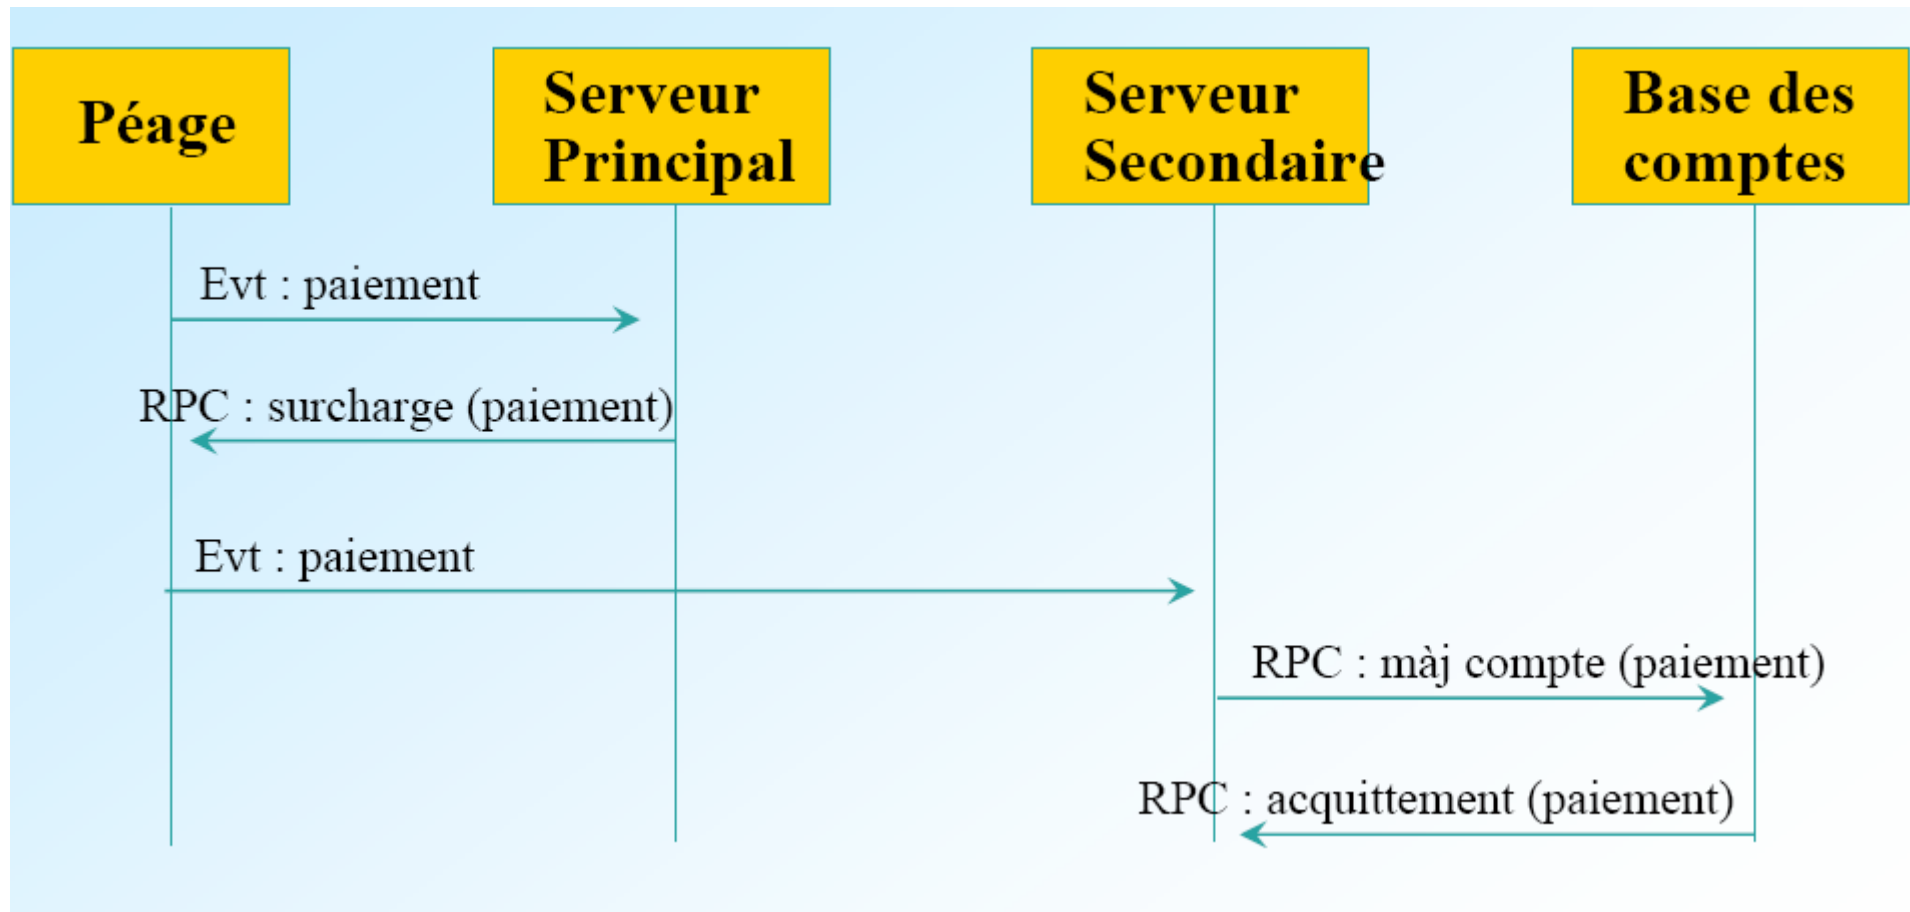 Péage
Serveur
Principal
Serveur
Secondaire
Base des
comptes
Evt : paiement
RPC : surcharge (paiement)
Evt : paiement
RPC : màj compte (paiement)
RPC : acquittement (paiement)